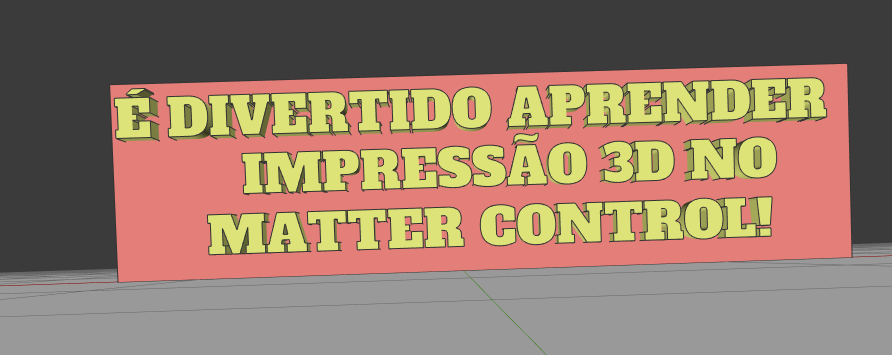 É DIVERTIDO APRENDER
IMPRESSÃO 3D NO
MATTER CONTROL!